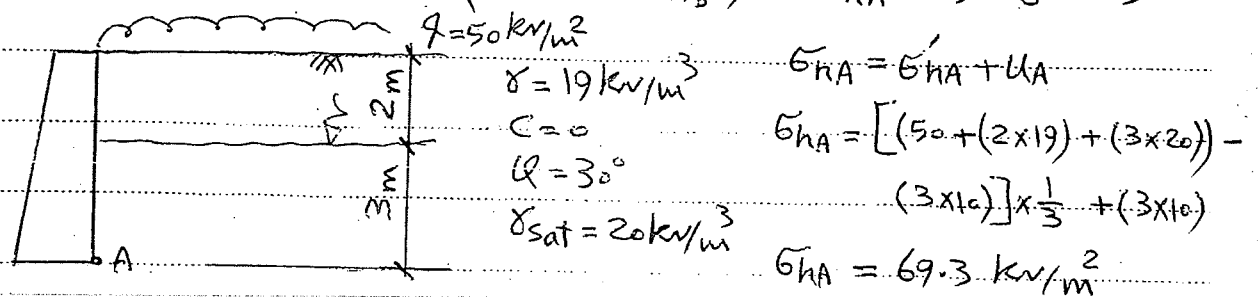 q=50 kN/m²
γ = 19 kN/m³
C=0
φ = 30°
γsat = 20 kN/m³
2m
3m
A
σhA = σ'hA + uA
σhA = [(50+(2×19)+(3×20)) -
(3×10)]×1/3 +(3×10)
σhA = 69.3 kN/m²